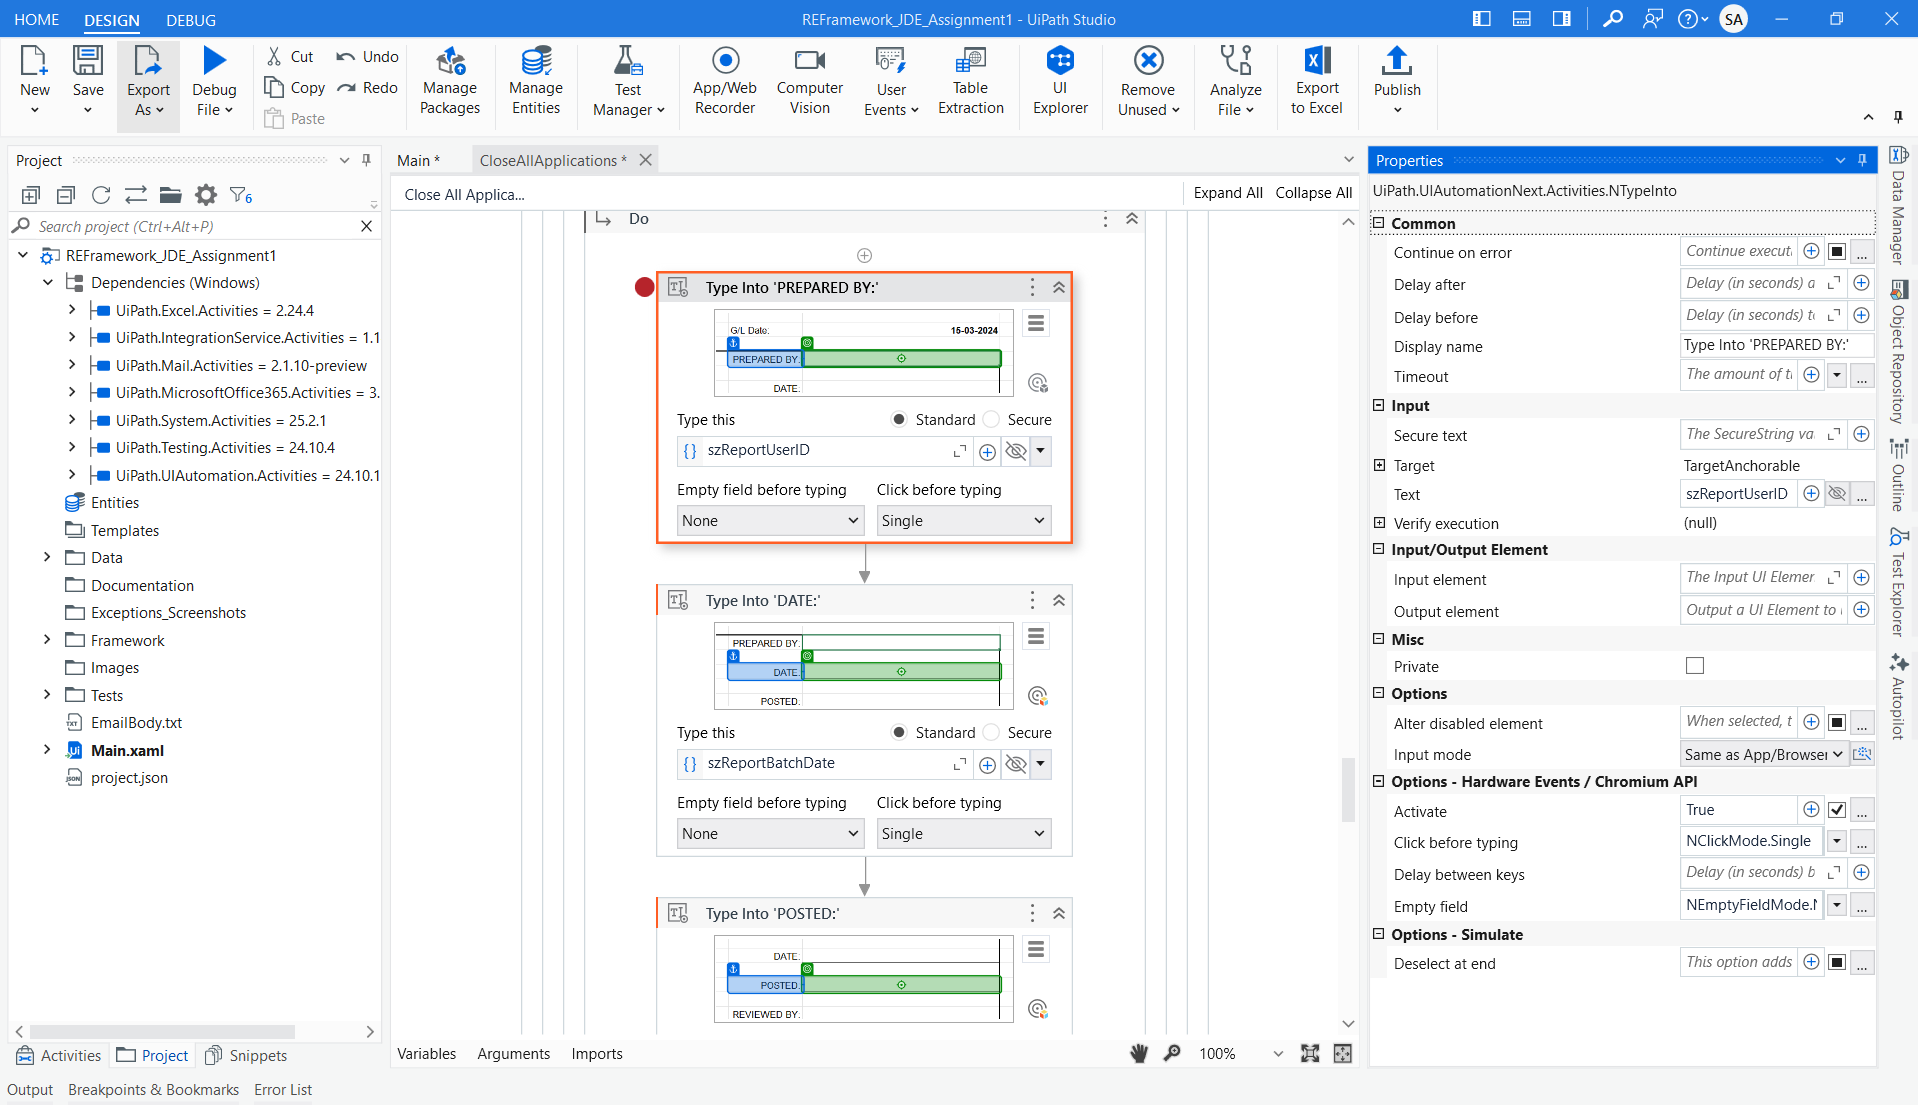 HOME DESIGN DEBUG REFramework_JDE_Assignment1 - UiPath Studio SA
New Save Export As Debug File Cut Copy Paste Undo Redo Manage Packages Manage Entities Test Manager App/Web Recorder Computer Vision User Events Table Extraction UI Explorer Remove Unused Analyze File Export to Excel Publish
Project
6
Search project (Ctrl+Alt+P)
REFramework_JDE_Assignment1
Dependencies (Windows)
UiPath.Excel.Activities = 2.24.4
UiPath.IntegrationService.Activities = 1.1
UiPath.Mail.Activities = 2.1.10-preview
UiPath.MicrosoftOffice365.Activities = 3.
UiPath.System.Activities = 25.2.1
UiPath.Testing.Activities = 24.10.4
UiPath.UIAutomation.Activities = 24.10.1
Entities
Templates
Data
Documentation
Exceptions_Screenshots
Framework
Images
Tests
EmailBody.txt
Main.xaml
project.json
Activities Project Snippets
Output Breakpoints & Bookmarks Error List
Main * CloseAllApplications *
Close All Applica... Expand All Collapse All
Do
Type Into 'PREPARED BY:'
G/L Date: 15-03-2024
PREPARED BY:
DATE:
Type this Standard Secure
{} szReportUserID
Empty field before typing Click before typing
None Single
Type Into 'DATE:'
PREPARED BY:
DATE:
POSTED:
Type this Standard Secure
{} szReportBatchDate
Empty field before typing Click before typing
None Single
Type Into 'POSTED:'
DATE:
POSTED:
REVIEWED BY:
Variables Arguments Imports 100%
Properties
UiPath.UIAutomationNext.Activities.NTypeInto
Common
Continue on error Continue executi ...
Delay after Delay (in seconds) a
Delay before Delay (in seconds) to
Display name Type Into 'PREPARED BY:'
Timeout The amount of ti ...
Input
Secure text The SecureString va
Target TargetAnchorable
Text szReportUserID ...
Verify execution (null)
Input/Output Element
Input element The Input UI Elemer
Output element Output a UI Element to
Misc
Private
Options
Alter disabled element When selected, t ...
Input mode Same as App/Browser
Options - Hardware Events / Chromium API
Activate True ...
Click before typing NClickMode.Single ...
Delay between keys Delay (in seconds) b
Empty field NEmptyFieldMode.N ...
Options - Simulate
Deselect at end This option adds ...
Data Manager
Object Repository
Outline
Test Explorer
Autopilot